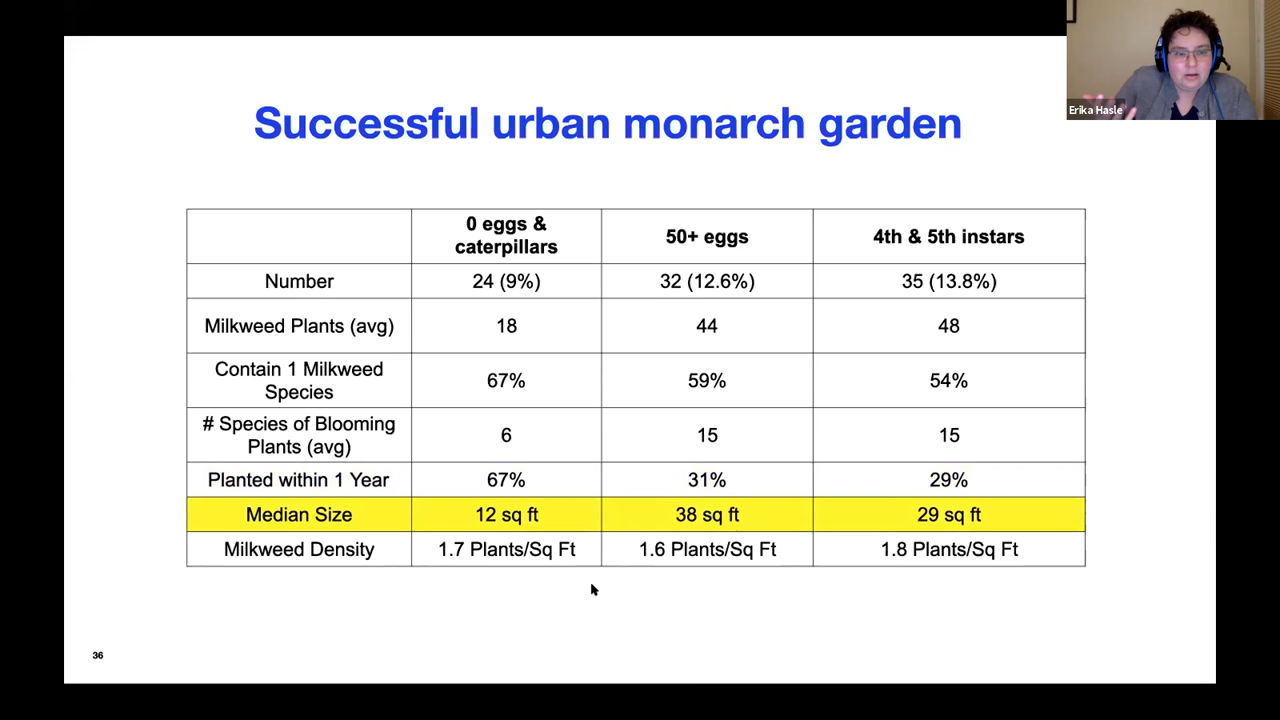 Erika Hasle
Successful urban monarch garden
0 eggs &
caterpillars
50+ eggs
4th & 5th instars
Number
24 (9%)
32 (12.6%)
35 (13.8%)
Milkweed Plants (avg)
18
44
48
Contain 1 Milkweed
Species
67%
59%
54%
# Species of Blooming
Plants (avg)
6
15
15
Planted within 1 Year
67%
31%
29%
Median Size
12 sq ft
38 sq ft
29 sq ft
Milkweed Density
1.7 Plants/Sq Ft
1.6 Plants/Sq Ft
1.8 Plants/Sq Ft
36